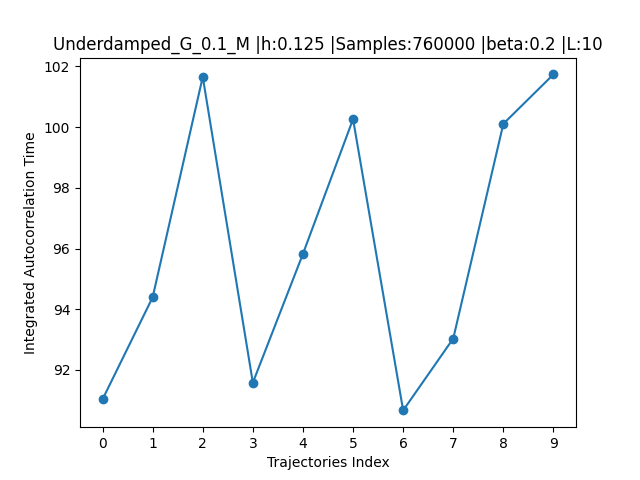 Underdamped_G_0.1_M |h:0.125 |Samples:760000 |beta:0.2 |L:10
Integrated Autocorrelation Time
102
100
98
96
94
92
0 1 2 3 4 5 6 7 8 9
Trajectories Index